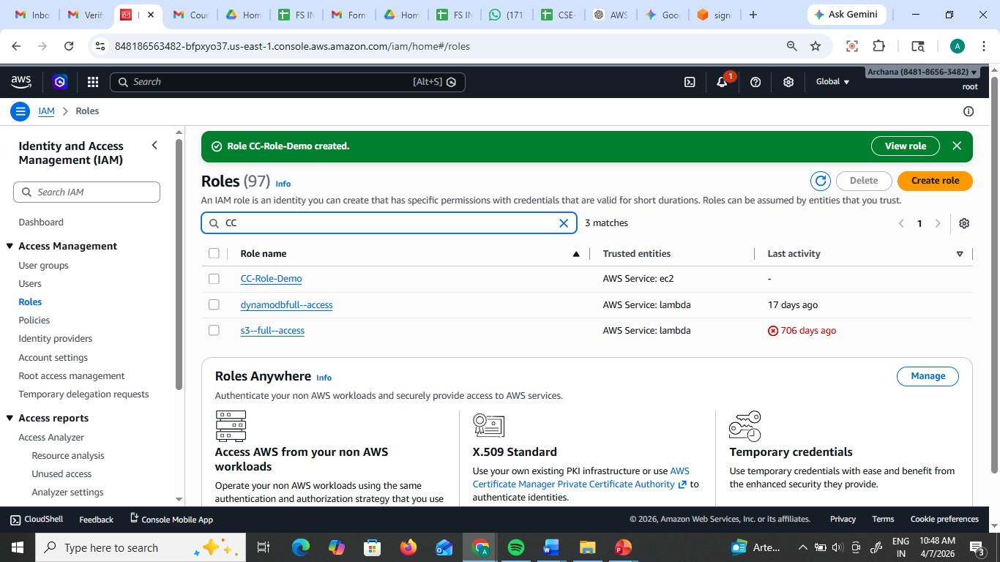 Inbo
Verif
Cour
Hom
FS IN
Form
Hom
FS IN
(171
CSE-
AWS
Goo
sign
Ask Gemini
848186563482-bfpxyo37.us-east-1.console.aws.amazon.com/iam/home#/roles
A
aws
Search
[Alt+S]
1
Global
Archana (8481-8656-3482)
root
IAM
Roles
Identity and Access
Management (IAM)
Search IAM
Dashboard
Access Management
User groups
Users
Roles
Policies
Identity providers
Account settings
Root access management
Temporary delegation requests
Access reports
Access Analyzer
Resource analysis
Unused access
Analyzer settings
Role CC-Role-Demo created.
View role
Roles (97) Info
Delete
Create role
An IAM role is an identity you can create that has specific permissions with credentials that are valid for short durations. Roles can be assumed by entities that you trust.
CC
3 matches
1
Role name
Trusted entities
Last activity
CC-Role-Demo
AWS Service: ec2
-
dynamodbfull--access
AWS Service: lambda
17 days ago
s3--full--access
AWS Service: lambda
706 days ago
Roles Anywhere Info
Manage
Authenticate your non AWS workloads and securely provide access to AWS services.
Access AWS from your non AWS
workloads
Operate your non AWS workloads using the same
authentication and authorization strategy that you use
X.509 Standard
Use your own existing PKI infrastructure or use AWS
Certificate Manager Private Certificate Authority to
authenticate identities.
Temporary credentials
Use temporary credentials with ease and benefit from
the enhanced security they provide.
CloudShell
Feedback
Console Mobile App
© 2026, Amazon Web Services, Inc. or its affiliates.
Privacy
Terms
Cookie preferences
Type here to search
Arte...
ENG
IN
10:48 AM
4/7/2026
3